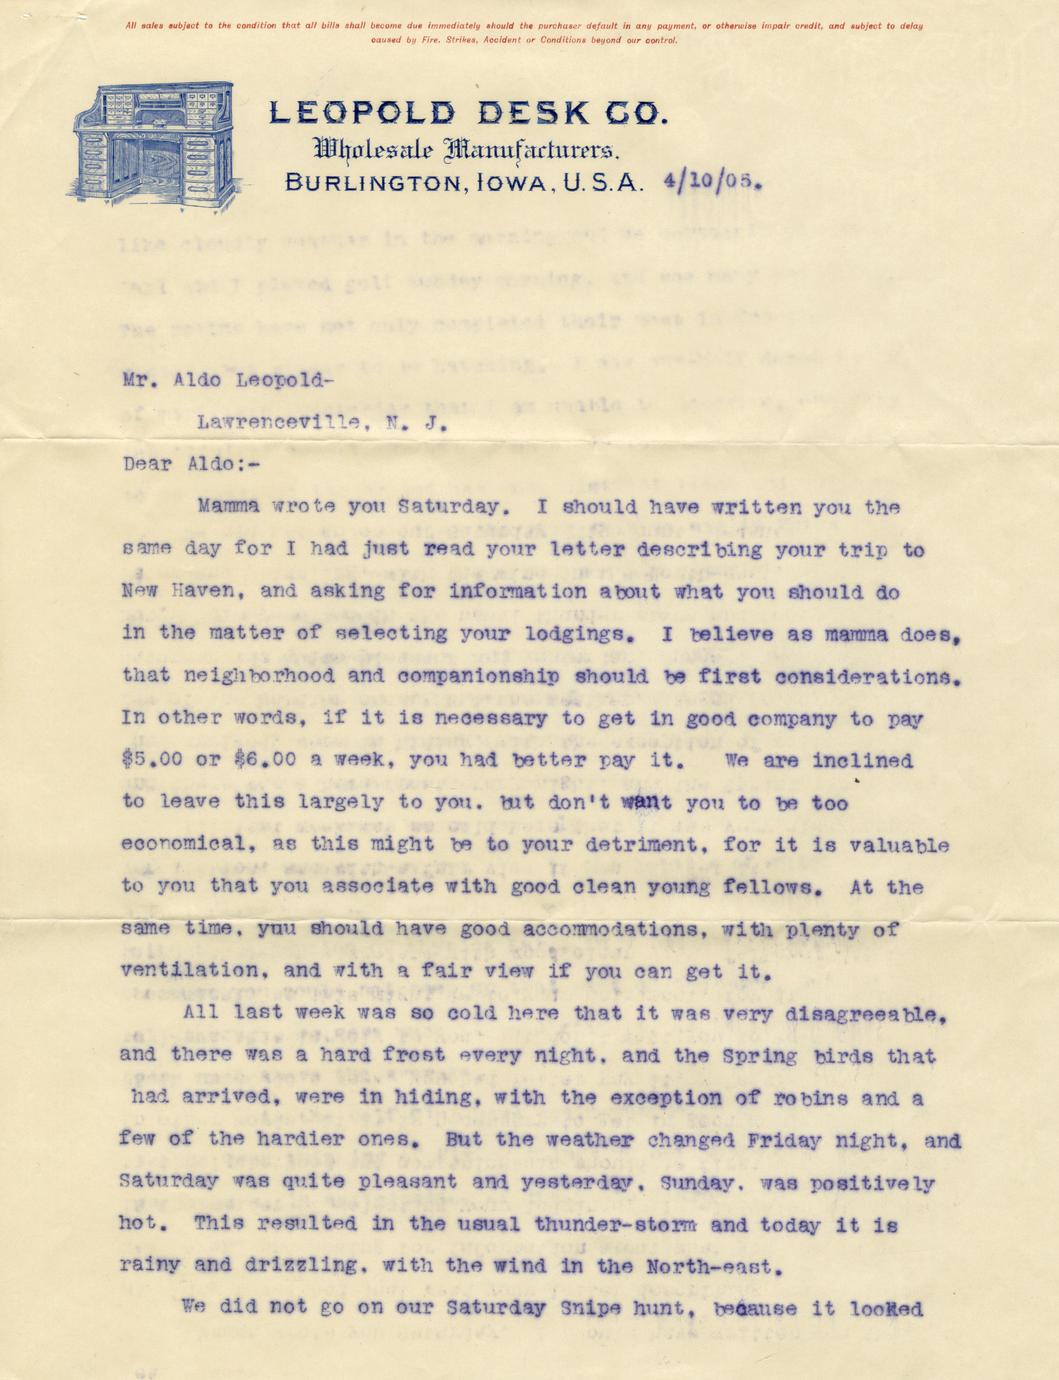 All sales subject to the condition that all bills shall become due immediately should the purchaser default in any payment, or otherwise impair credit, and subject to delay
caused by Fire, Strikes, Accident or Conditions beyond our control.
LEOPOLD DESK CO.
Wholesale Manufacturers.
BURLINGTON, IOWA, U.S.A. 4/10/05.
Mr. Aldo Leopold-
Lawrenceville, N. J.
Dear Aldo:-
Mamma wrote you Saturday. I should have written you the
same day for I had just read your letter describing your trip to
New Haven, and asking for information about what you should do
in the matter of selecting your lodgings. I believe as mamma does,
that neighborhood and companionship should be first considerations.
In other words, if it is necessary to get in good company to pay
$5.00 or $6.00 a week, you had better pay it. We are inclined
to leave this largely to you, but don't want you to be too
economical, as this might be to your detriment, for it is valuable
to you that you associate with good clean young fellows. At the
same time, yuu should have good accommodations, with plenty of
ventilation, and with a fair view if you can get it.
All last week was so cold here that it was very disagreeable,
and there was a hard frost every night, and the Spring birds that
had arrived, were in hiding, with the exception of robins and a
few of the hardier ones. But the weather changed Friday night, and
Saturday was quite pleasant and yesterday, Sunday, was positively
hot. This resulted in the usual thunder-storm and today it is
rainy and drizzling, with the wind in the North-east.
We did not go on our Saturday Snipe hunt, because it looked